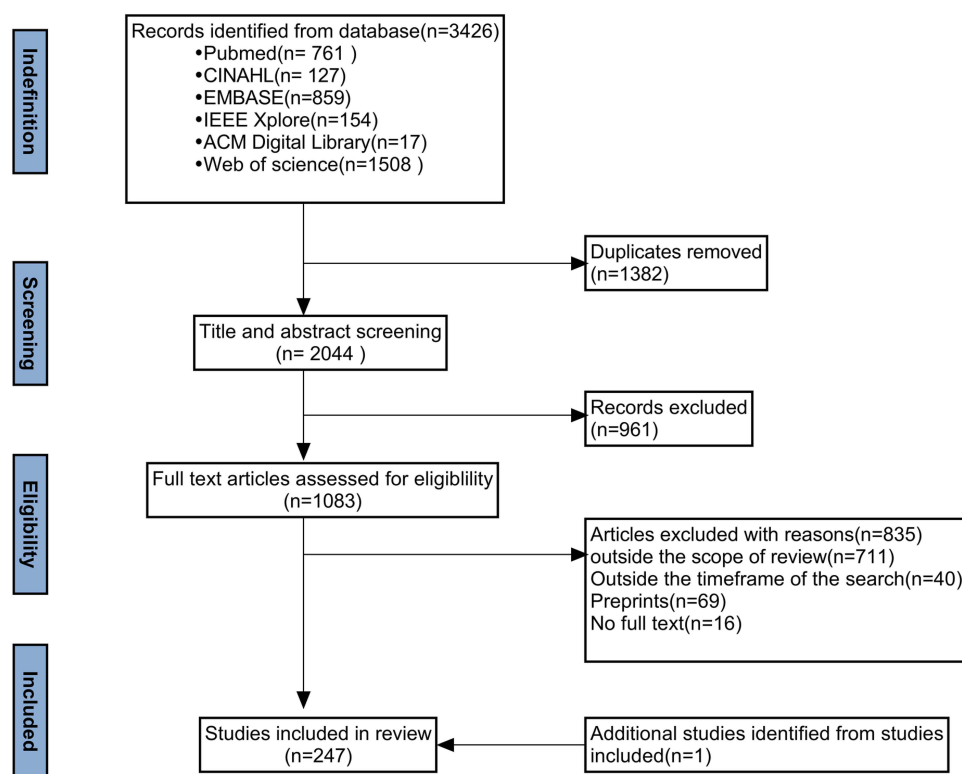 Indefinition
Records identified from database(n=3426)
•Pubmed(n= 761 )
•CINAHL(n= 127)
•EMBASE(n=859)
•IEEE Xplore(n=154)
•ACM Digital Library(n=17)
•Web of science(n=1508 )
Duplicates removed
(n=1382)
Screening
Title and abstract screening
(n= 2044 )
Records excluded
(n=961)
Eligibility
Full text articles assessed for eligiblility
(n=1083)
Articles excluded with reasons(n=835)
outside the scope of review(n=711)
Outside the timeframe of the search(n=40)
Preprints(n=69)
No full text(n=16)
Included
Studies included in review
(n=247)
Additional studies identified from studies
included(n=1)